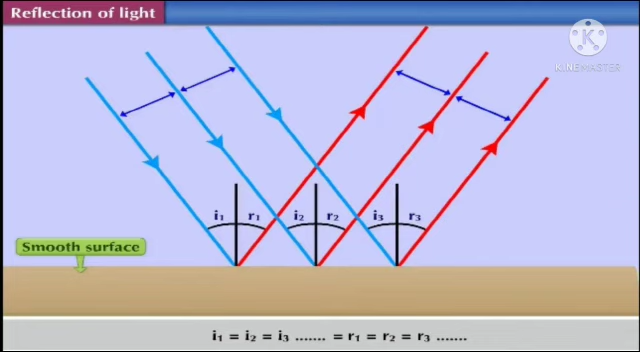 Reflection of light
K
KINEMASTER
i₁ r₁ i₂ r₂ i₃ r₃
Smooth surface
i₁ = i₂ = i₃ ....... = r₁ = r₂ = r₃ .......